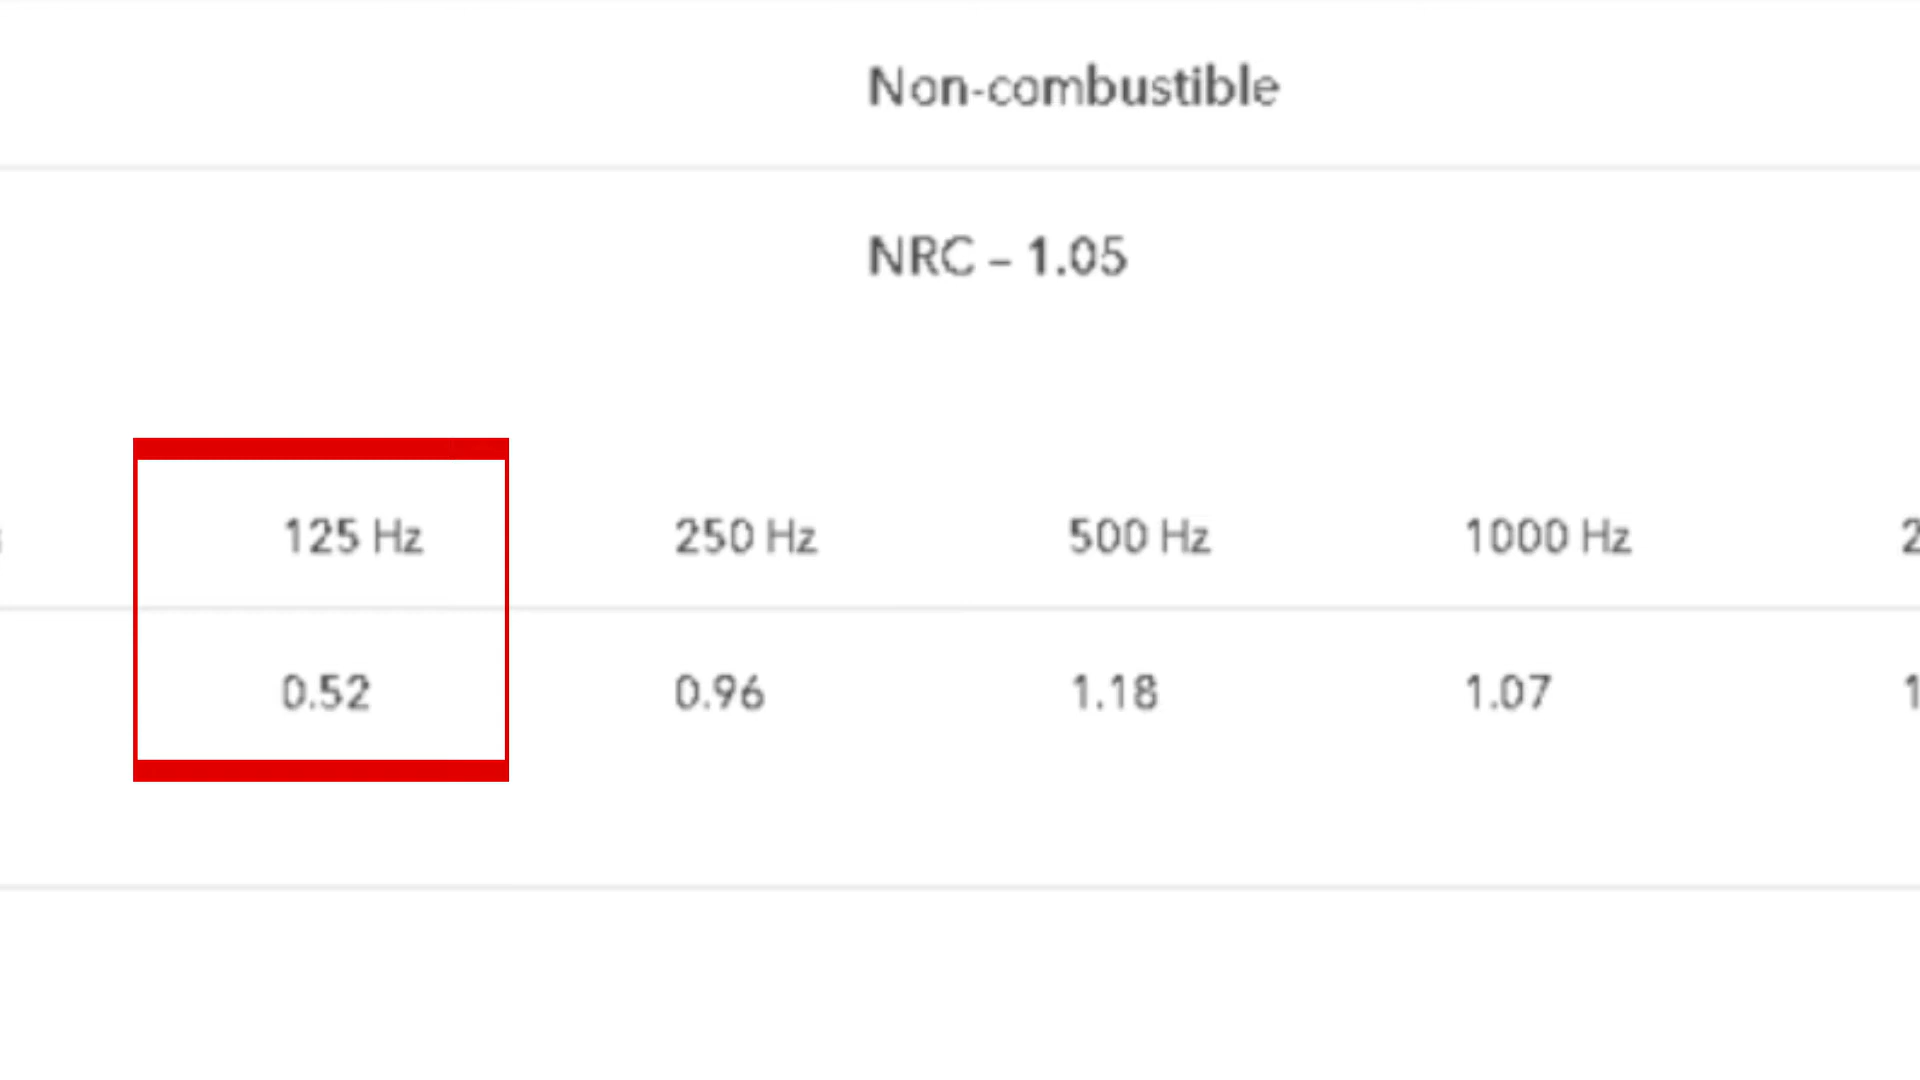 Non-combustible
NRC – 1.05
125 Hz 250 Hz 500 Hz 1000 Hz
0.52 0.96 1.18 1.07